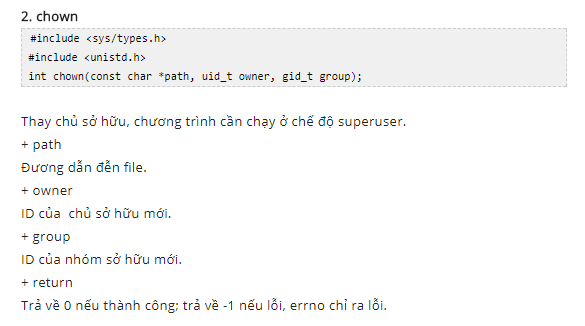 2. chown
#include <sys/types.h>
#include <unistd.h>
int chown(const char *path, uid_t owner, gid_t group);
Thay chủ sở hữu, chương trình cần chạy ở chế độ superuser.
+ path
Đương dẫn đễn file.
+ owner
ID của  chủ sở hữu mới.
+ group
ID của nhóm sở hữu mới.
+ return
Trả về 0 nếu thành công; trả về -1 nếu lỗi, errno chỉ ra lỗi.